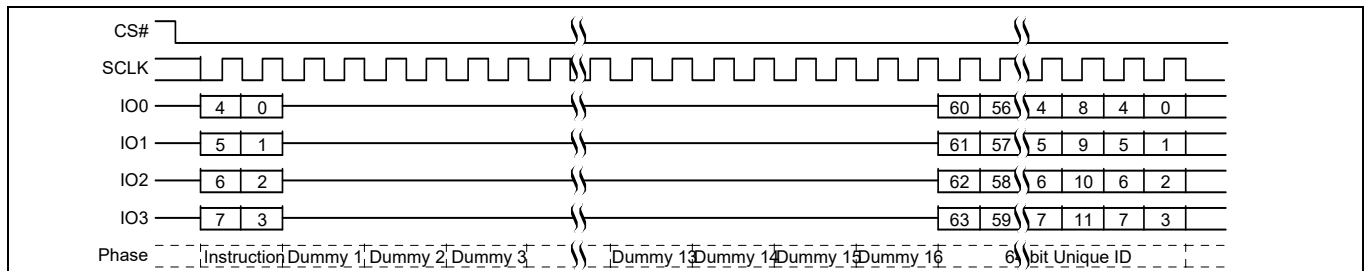 CS#
SCLK
IO0 4 0 60 56 4 8 4 0
IO1 5 1 61 57 5 9 5 1
IO2 6 2 62 58 6 10 6 2
IO3 7 3 63 59 7 11 7 3
Phase Instruction Dummy 1 Dummy 2 Dummy 3 Dummy 13 Dummy 14 Dummy 15 Dummy 16 64-bit Unique ID